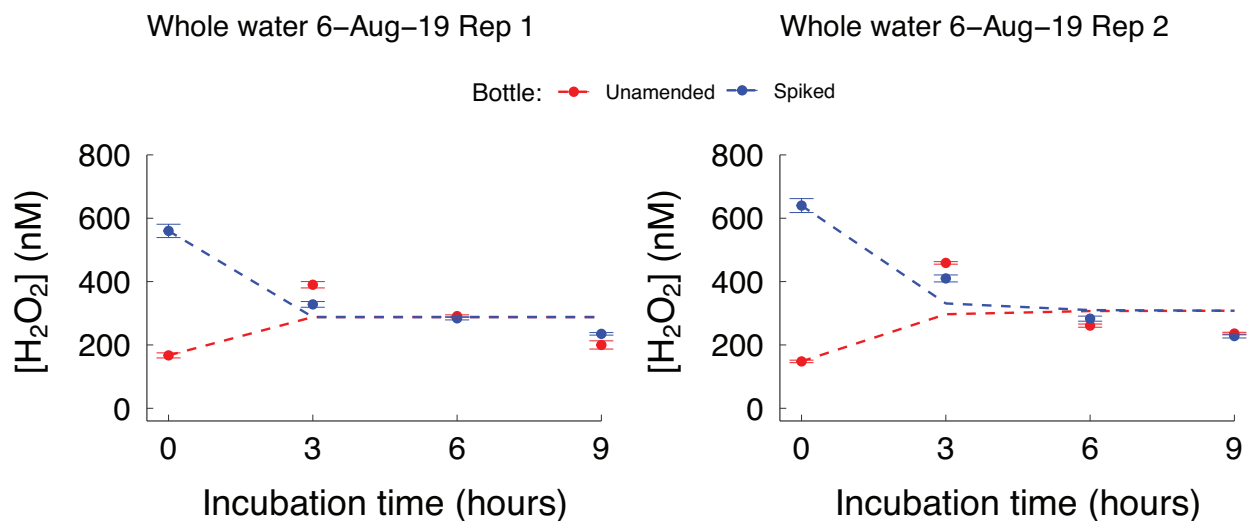 Whole water 6–Aug–19 Rep 1
Whole water 6–Aug–19 Rep 2
Bottle: Unamended Spiked
[H₂O₂] (nM)
800
600
400
200
0
0 3 6 9
Incubation time (hours)
[H₂O₂] (nM)
800
600
400
200
0
0 3 6 9
Incubation time (hours)